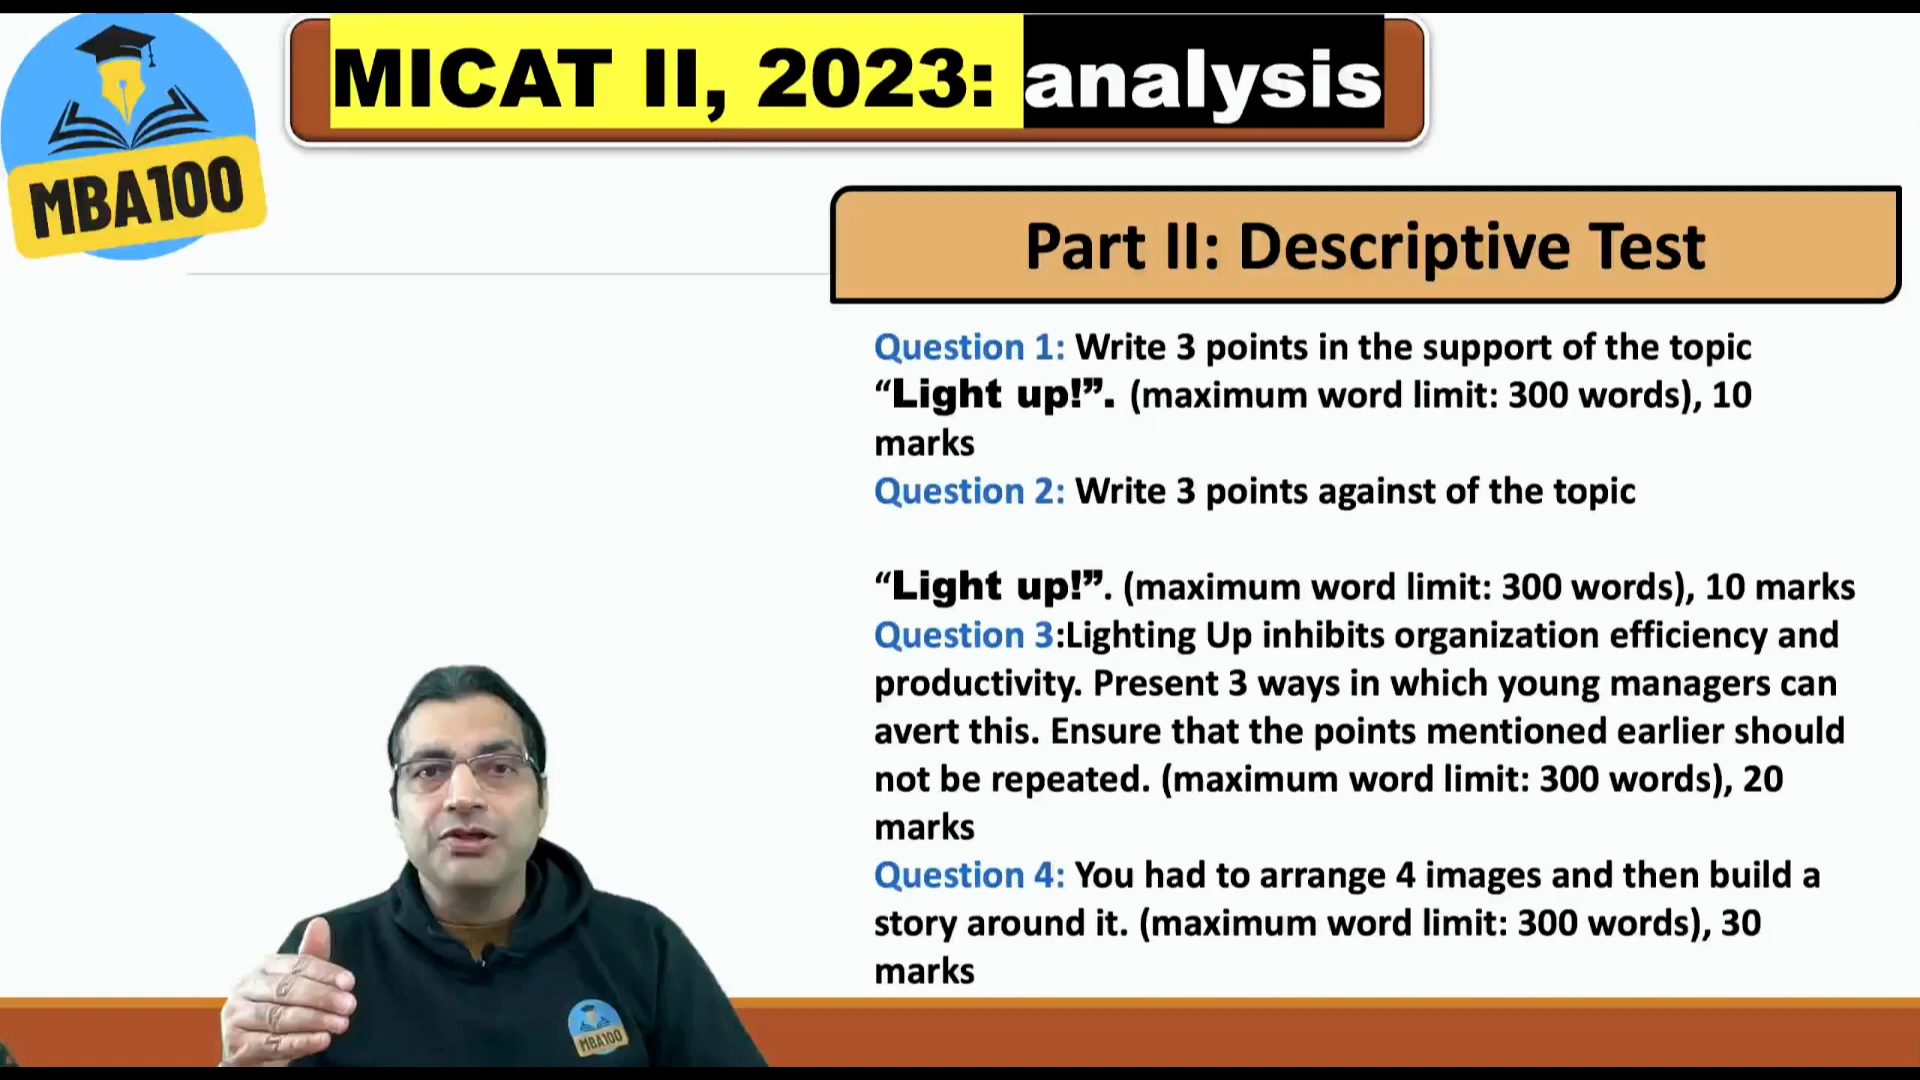 MICAT II, 2023: analysis
MBA100
Part II: Descriptive Test
Question 1: Write 3 points in the support of the topic
“Light up!”. (maximum word limit: 300 words), 10
marks
Question 2: Write 3 points against of the topic
“Light up!”. (maximum word limit: 300 words), 10 marks
Question 3:Lighting Up inhibits organization efficiency and
productivity. Present 3 ways in which young managers can
avert this. Ensure that the points mentioned earlier should
not be repeated. (maximum word limit: 300 words), 20
marks
Question 4: You had to arrange 4 images and then build a
story around it. (maximum word limit: 300 words), 30
marks
MBA100